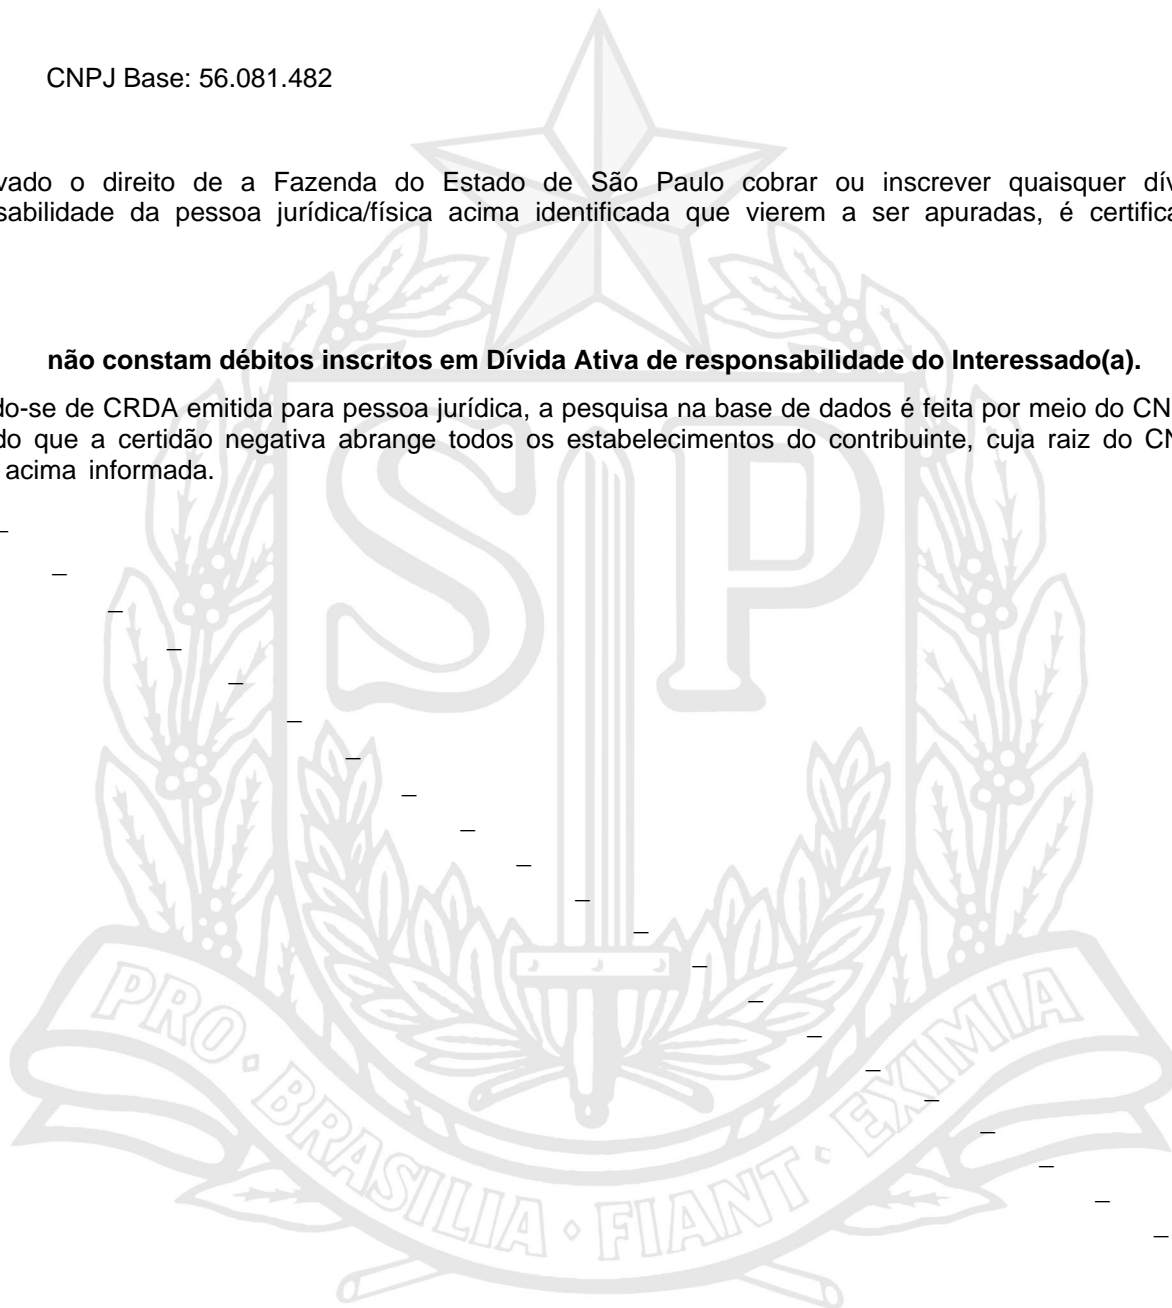 CNPJ Base: 56.081.482
vado o direito de a Fazenda do Estado de São Paulo cobrar ou inscrever quaisquer dív
sabilidade da pessoa jurídica/física acima identificada que vierem a ser apuradas, é certifica
não constam débitos inscritos em Dívida Ativa de responsabilidade do Interessado(a).
do-se de CRDA emitida para pessoa jurídica, a pesquisa na base de dados é feita por meio do CN
do que a certidão negativa abrange todos os estabelecimentos do contribuinte, cuja raiz do CN
acima informada.
SP
PRO • BRASILIA • FIANT • EXIMIA